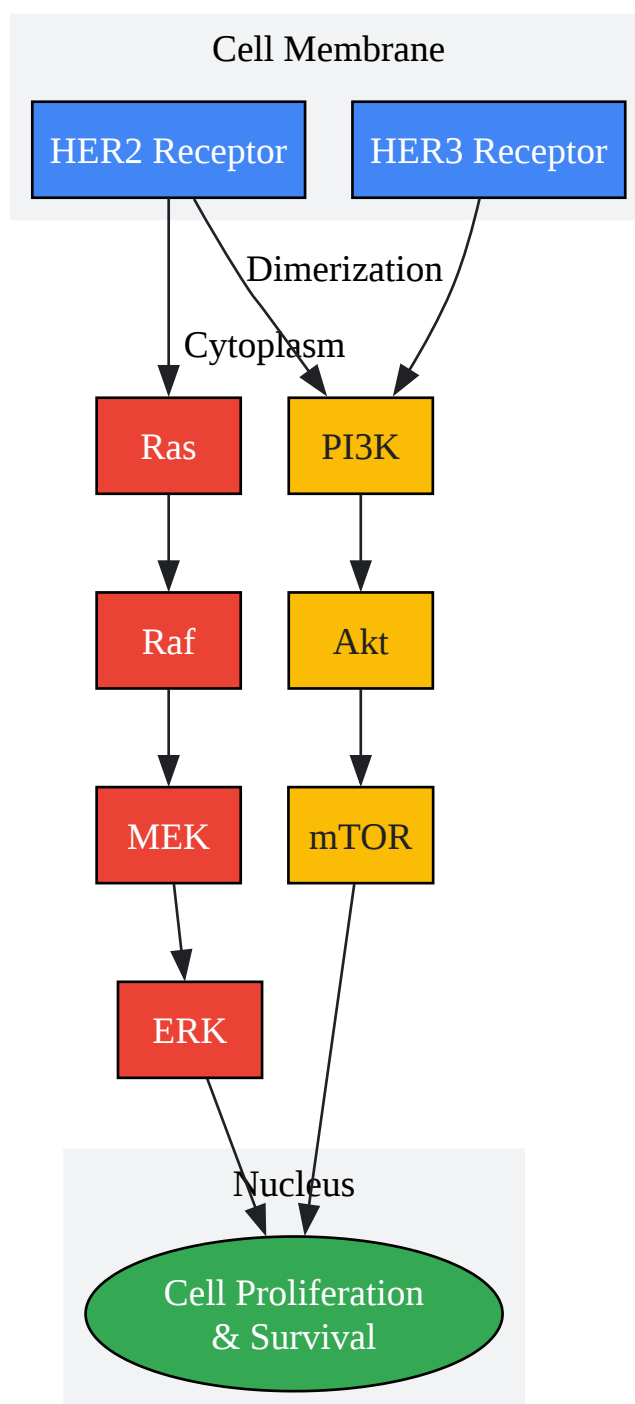 Cell Membrane
HER2 Receptor
HER3 Receptor
Dimerization
Cytoplasm
Ras
PI3K
Raf
Akt
MEK
mTOR
ERK
Nucleus
Cell Proliferation
& Survival